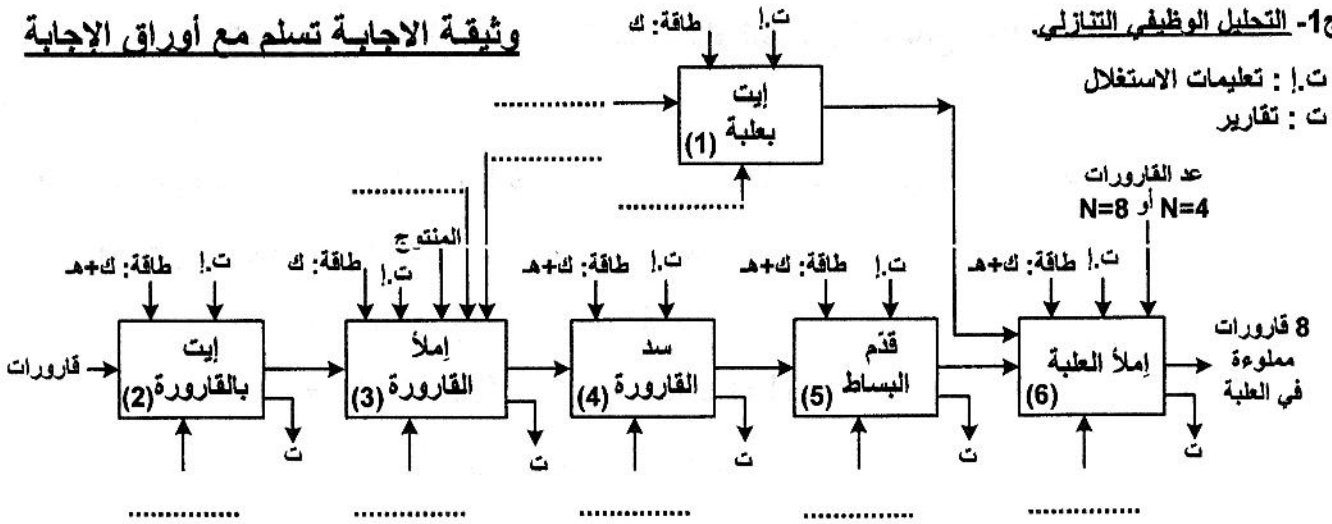 وثيقة الاجابة تسلم مع أوراق الإجابة
ج1- التحليل الوظيفي التنازلي.
ت.إ : تعليمات الاستغلال
ت : تقارير
طاقة: ك
ت.إ
إيت
بعلبة
(1)
....................
....................
....................
....................
عد القارورات
N=4 أو N=8
طاقة: ك+هـ
ت.إ
طاقة: ك
ت.إ
المنتوج
طاقة: ك+هـ
ت.إ
طاقة: ك+هـ
ت.إ
طاقة: ك+هـ
ت.إ
قارورات
إيت
بالقارورة
(2)
ت
إملأ
القارورة
(3)
ت
سد
القارورة
(4)
ت
قدّم
البساط
(5)
ت
إملأ العلبة
(6)
ت
8 قارورات
مملوءة
في العلبة
....................
....................
....................
....................
....................